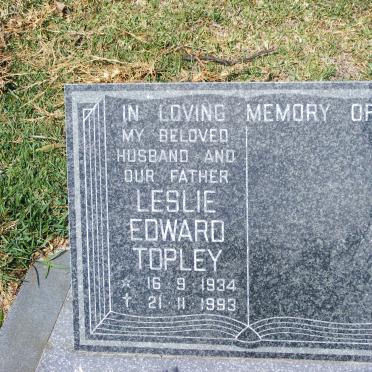 IN LOVING MEMORY OF
MY BELOVED
HUSBAND AND
OUR FATHER
LESLIE
EDWARD
TOPLEY
☆ 16 9 1934
† 21 11 1993